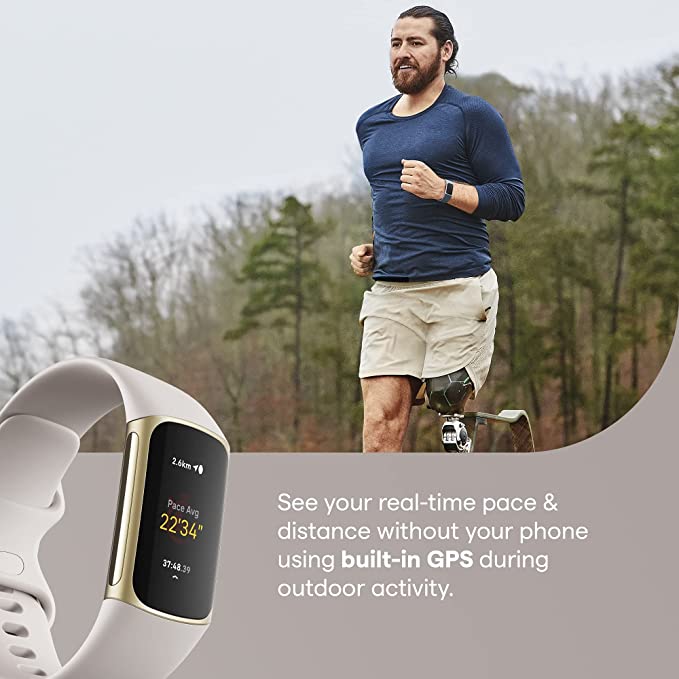 2.6km
Pace Avg
22'34"
37:48.39
See your real-time pace &
distance without your phone
using built-in GPS during
outdoor activity.